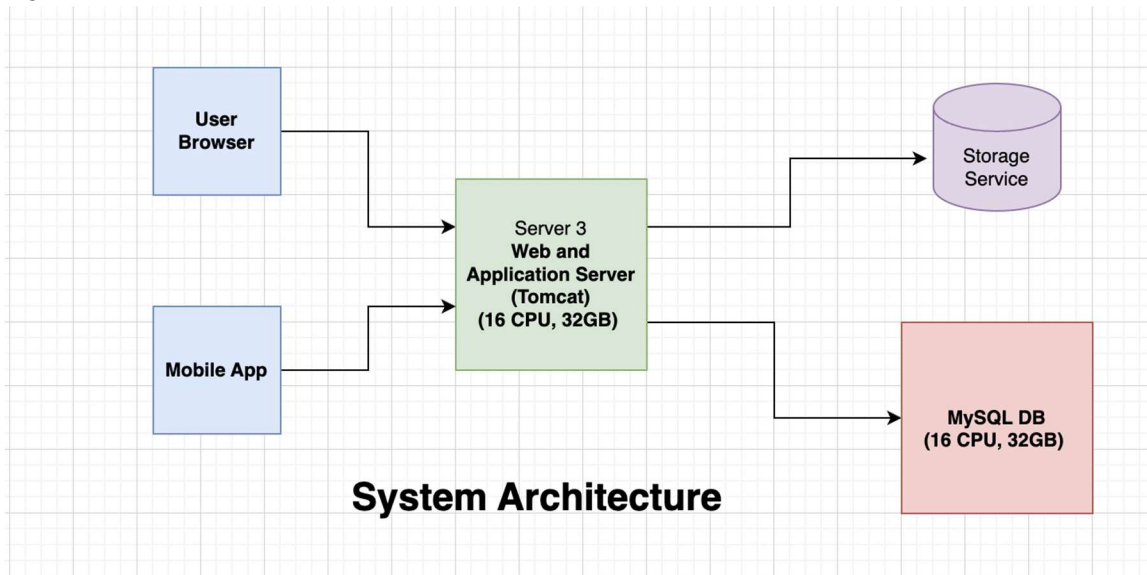 User
Browser
Mobile App
Server 3
Web and
Application Server
(Tomcat)
(16 CPU, 32GB)
Storage
Service
MySQL DB
(16 CPU, 32GB)
System Architecture